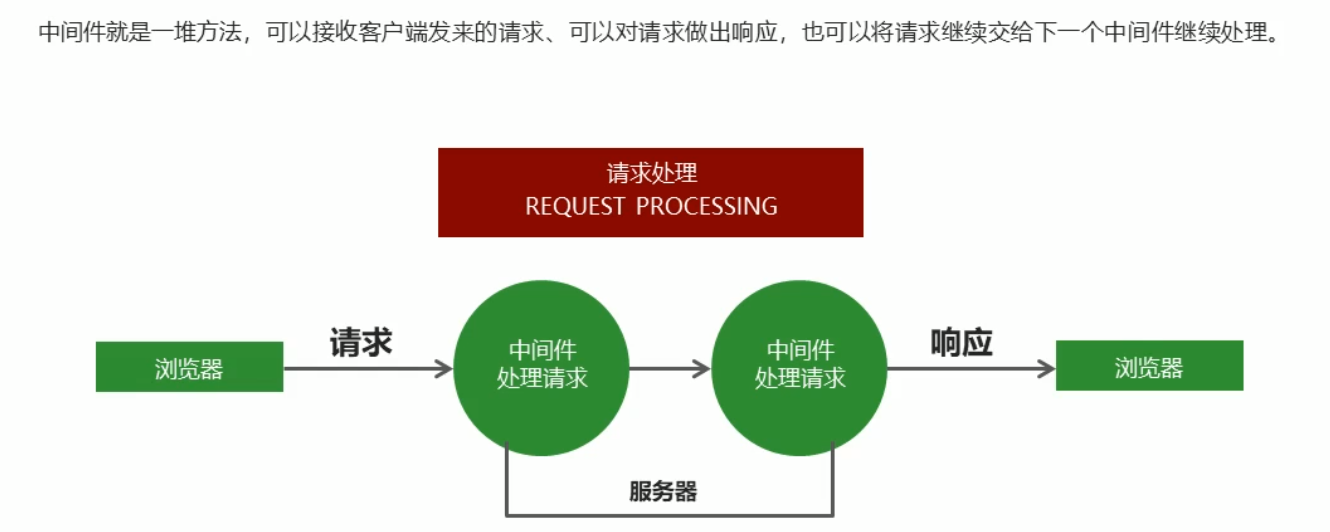 中间件就是一堆方法，可以接收客户端发来的请求、可以对请求做出响应，也可以将请求继续交给下一个中间件继续处理。
请求处理
REQUEST PROCESSING
浏览器
请求
中间件
处理请求
中间件
处理请求
响应
浏览器
服务器